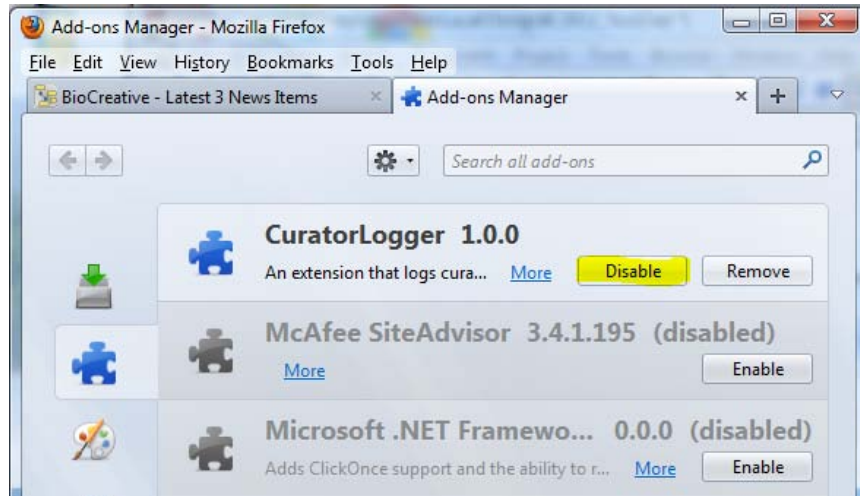 Add-ons Manager - Mozilla Firefox
File Edit View History Bookmarks Tools Help
BioCreative - Latest 3 News Items
Add-ons Manager
Search all add-ons
CuratorLogger 1.0.0
An extension that logs cura... More Disable Remove
McAfee SiteAdvisor 3.4.1.195 (disabled)
More Enable
Microsoft .NET Framewo... 0.0.0 (disabled)
Adds ClickOnce support and the ability to r... More Enable